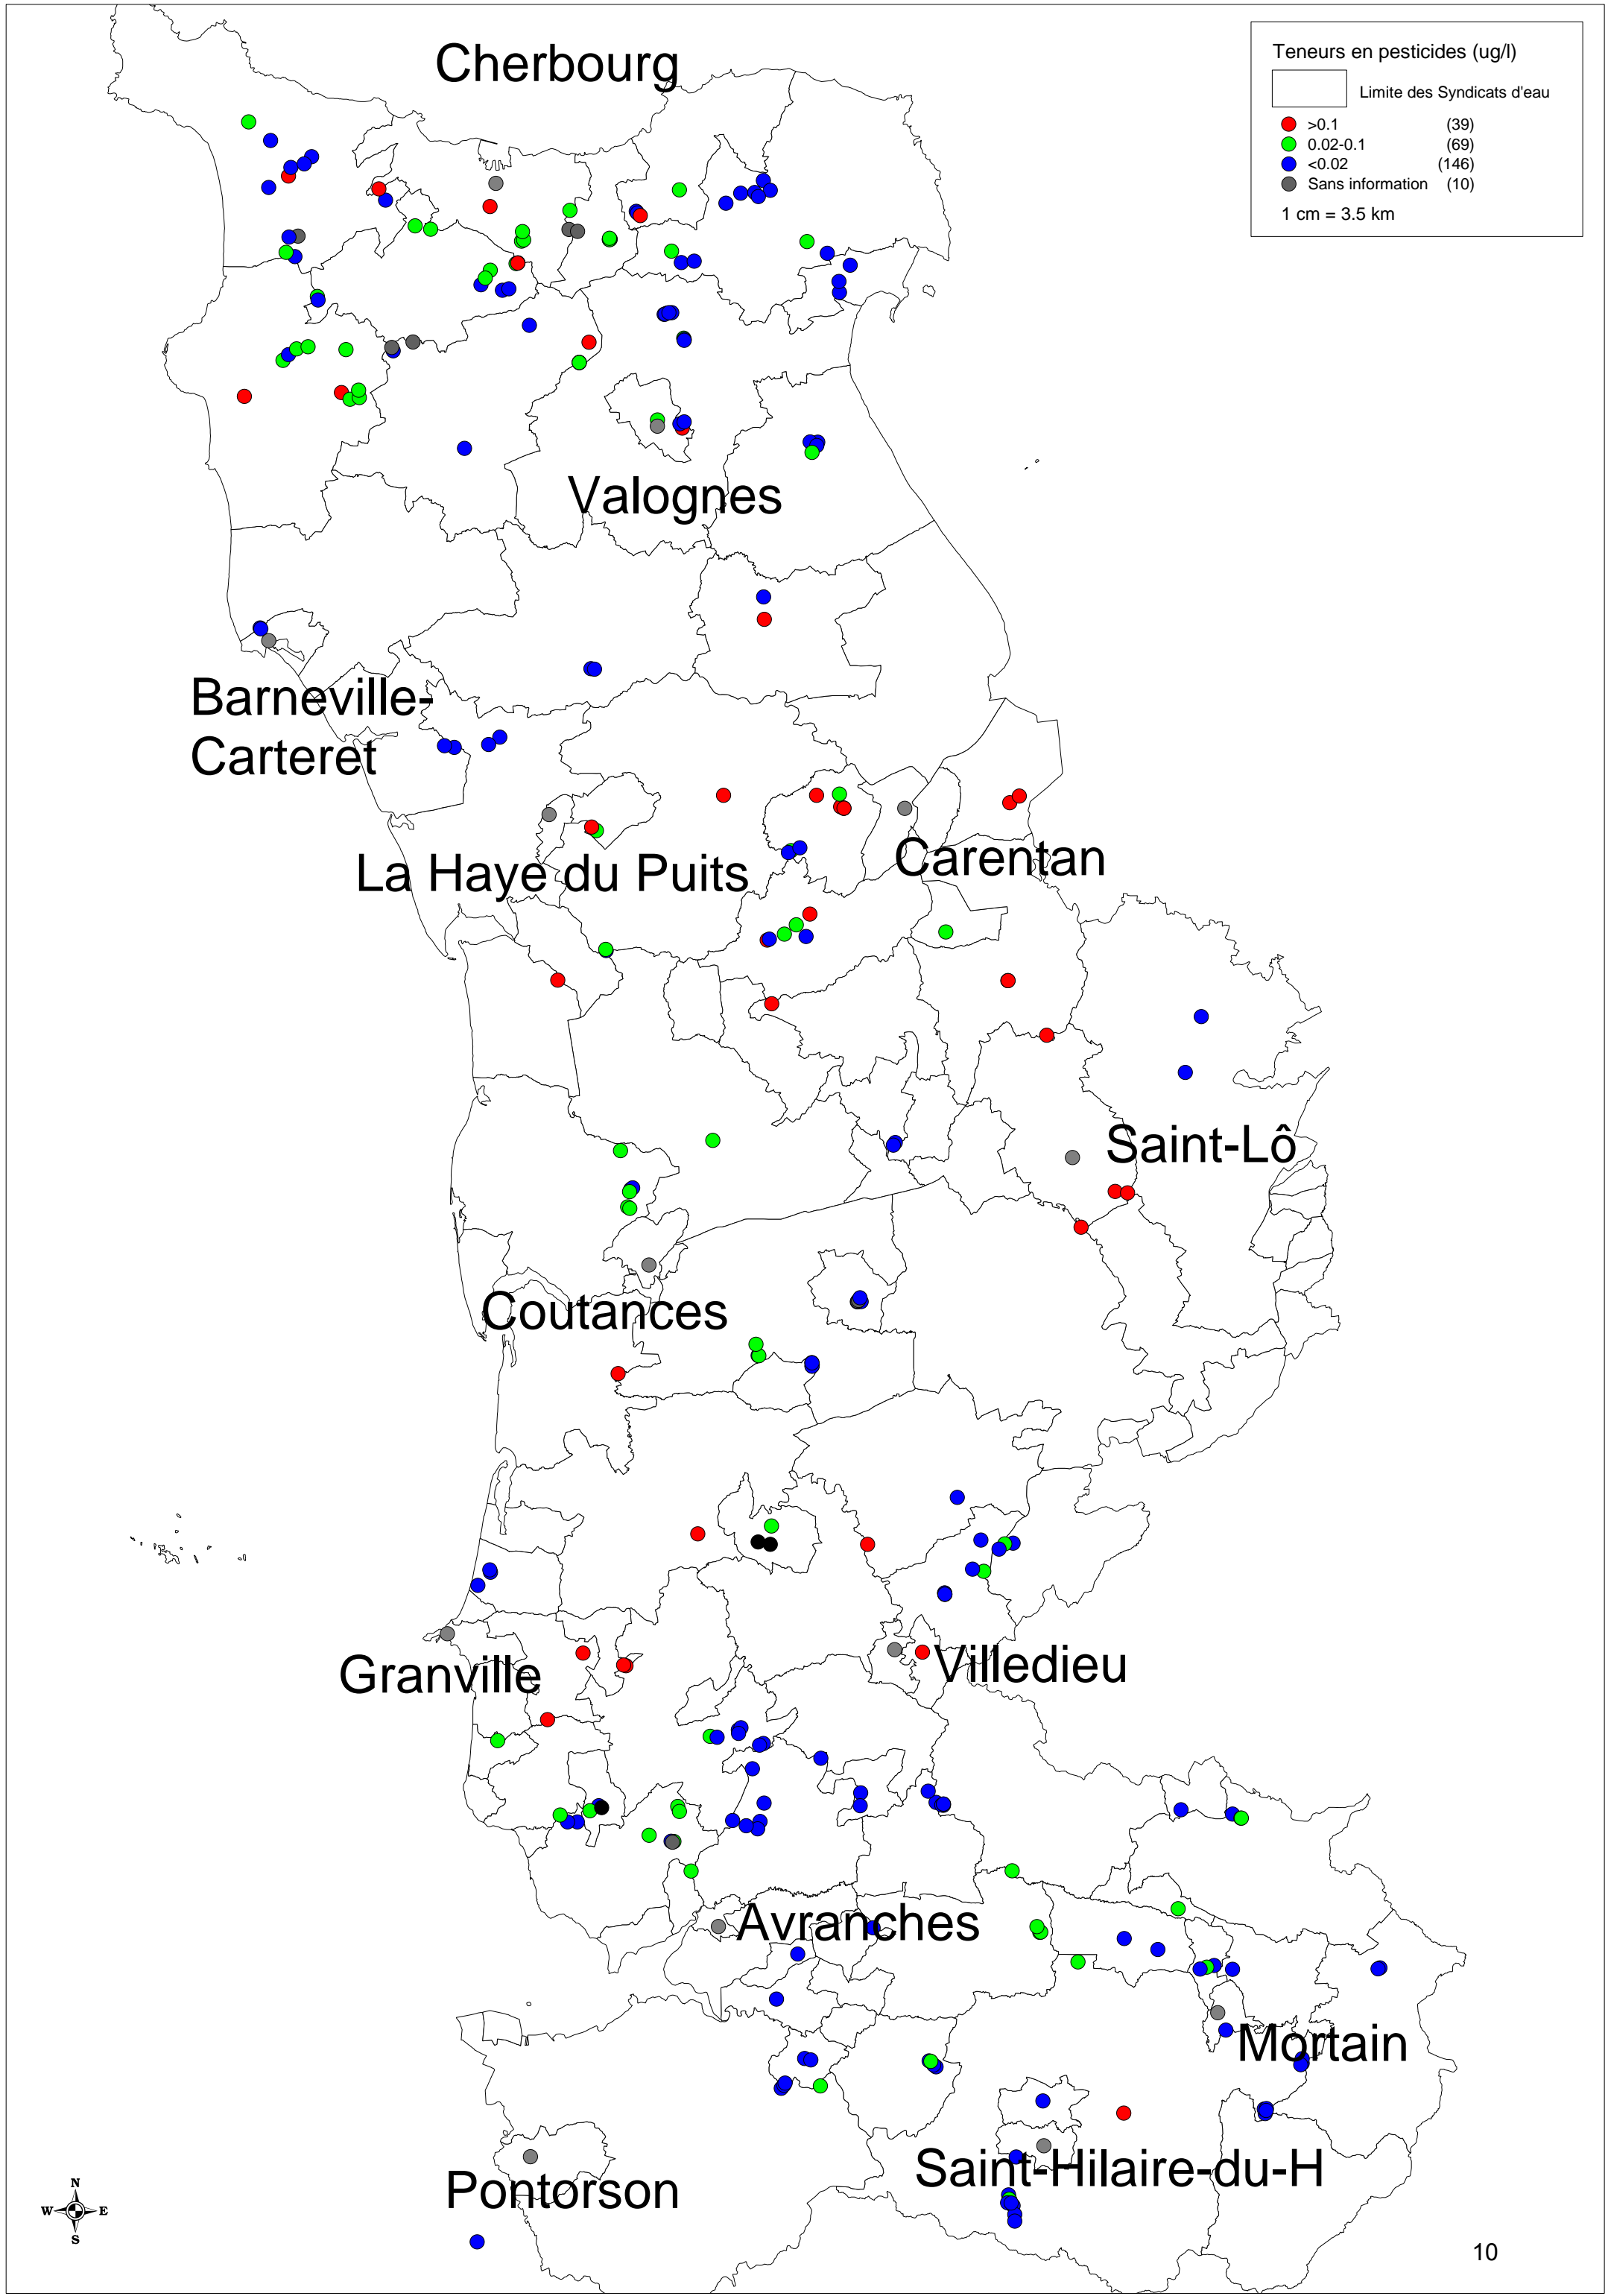 Cherbourg
Teneurs en pesticides (ug/l)
Limite des Syndicats d'eau
>0.1 (39)
0.02-0.1 (69)
<0.02 (146)
Sans information (10)
1 cm = 3.5 km
Valognes
Barneville-
Carteret
La Haye du Puits
Carentan
Saint-Lô
Coutances
Granville
Villedieu
Avranches
Mortain
Saint-Hilaire-du-H
Pontorson
N
W E
S
10